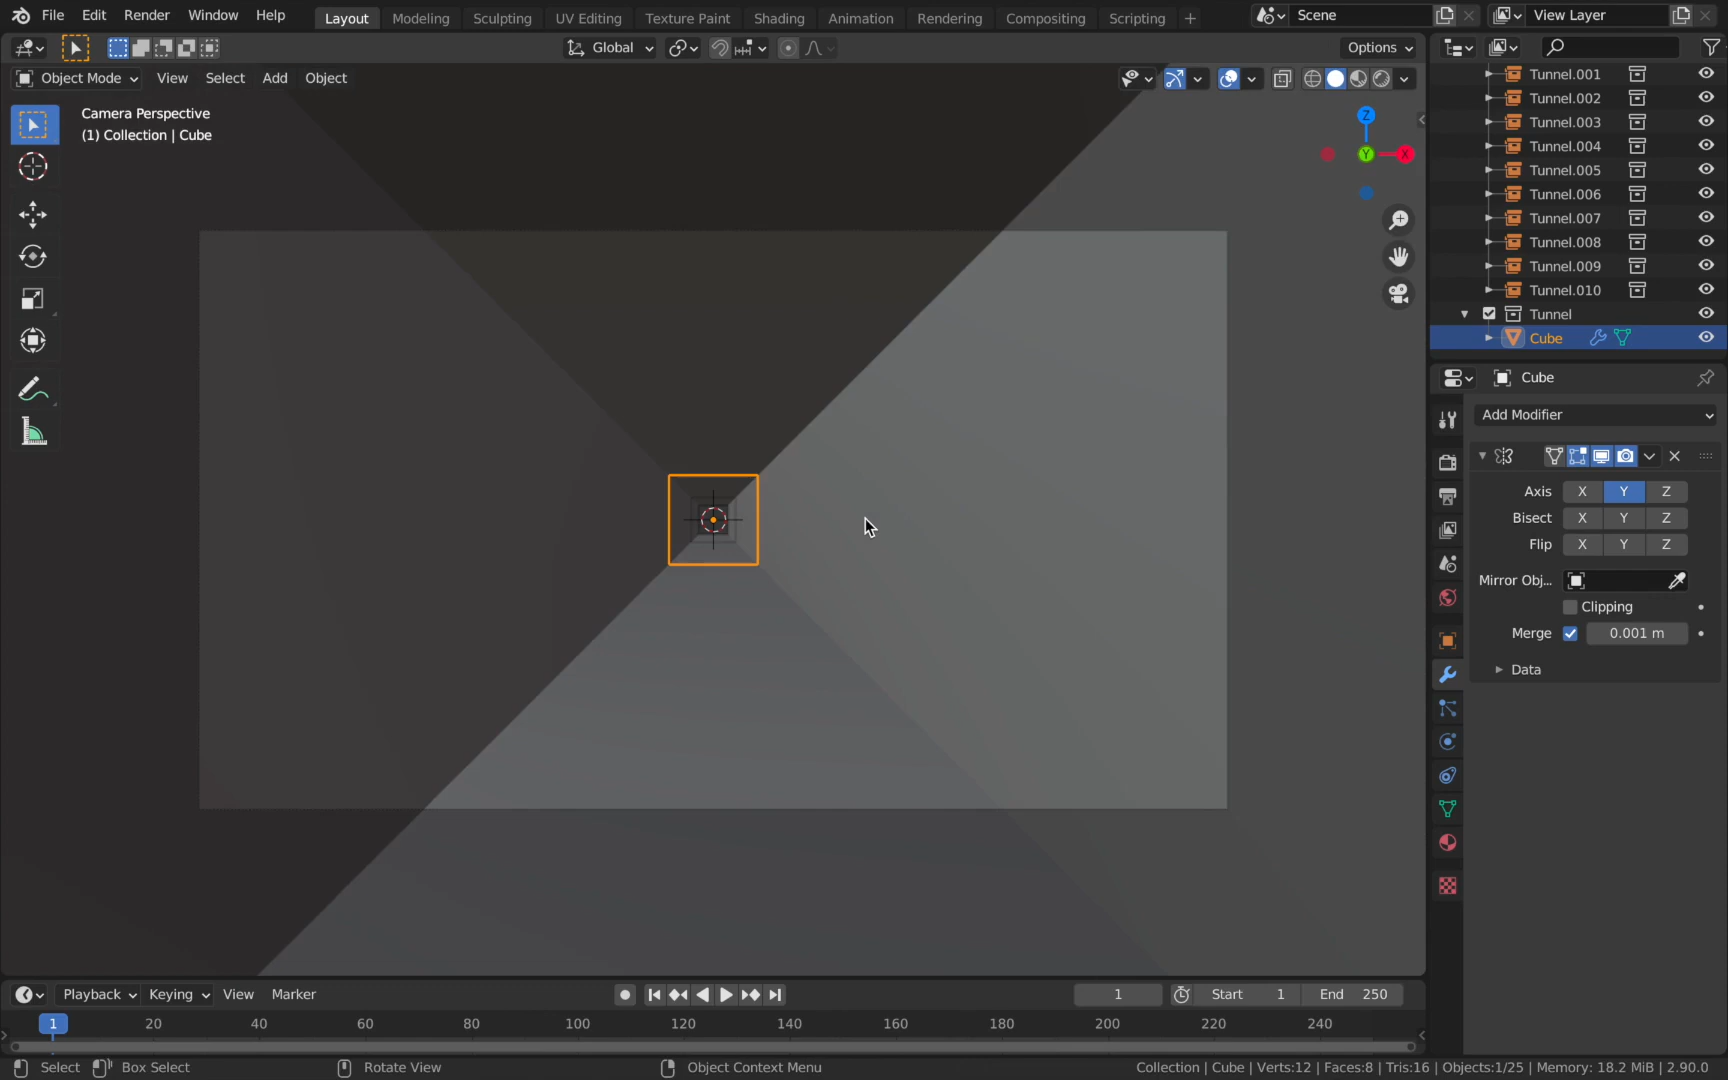 File Edit Render Window Help Layout Modeling Sculpting UV Editing Texture Paint Shading Animation Rendering Compositing Scripting + Scene View Layer
Global Options
Object Mode View Select Add Object
Camera Perspective
(1) Collection | Cube
Z
Y
X
Tunnel.001
Tunnel.002
Tunnel.003
Tunnel.004
Tunnel.005
Tunnel.006
Tunnel.007
Tunnel.008
Tunnel.009
Tunnel.010
Tunnel
Cube
Cube
Add Modifier
Axis X Y Z
Bisect X Y Z
Flip X Y Z
Mirror Obj...
Clipping
Merge 0.001 m
Data
Playback Keying View Marker 1 Start 1 End 250
1 20 40 60 80 100 120 140 160 180 200 220 240
Select Box Select Rotate View Object Context Menu Collection | Cube | Verts:12 | Faces:8 | Tris:16 | Objects:1/25 | Memory: 18.2 MiB | 2.90.0